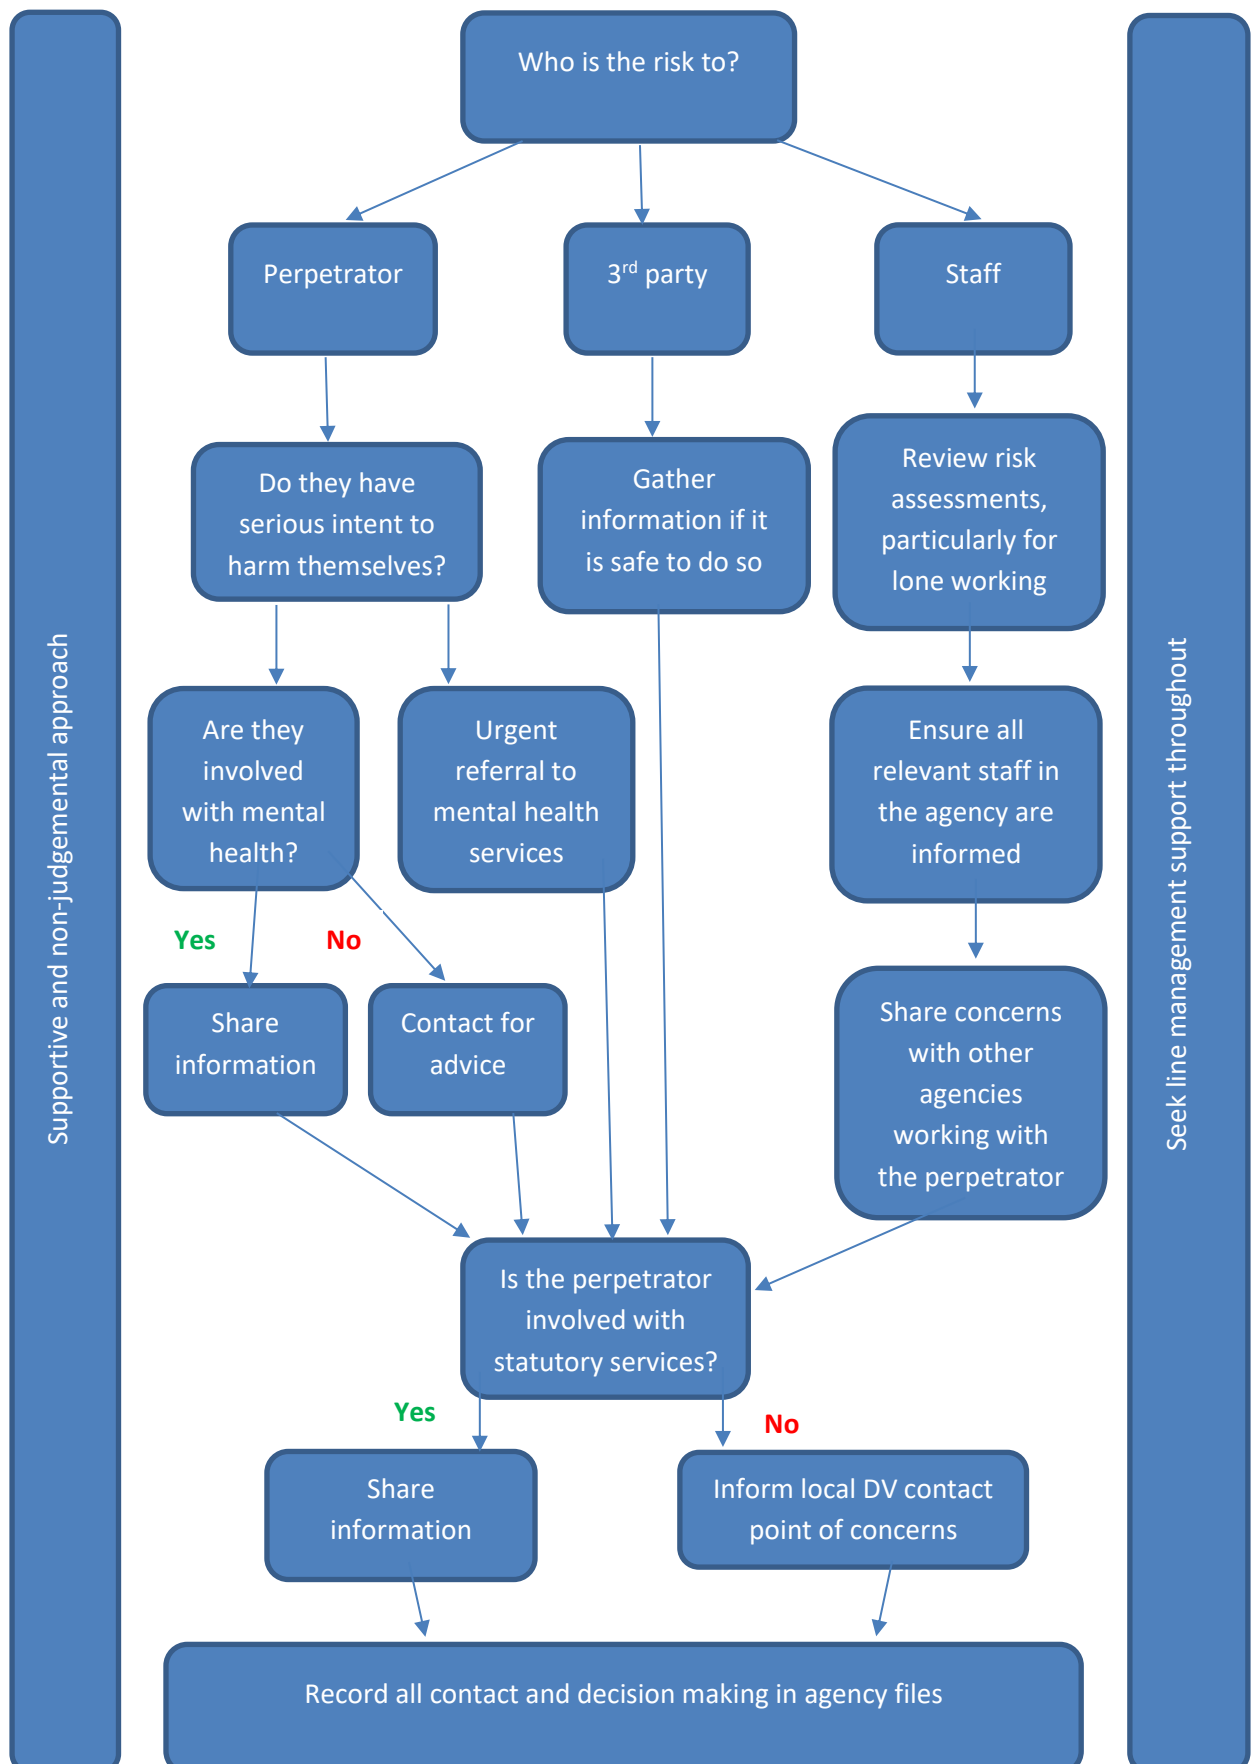 Who is the risk to?
Perpetrator
3rd party
Staff
Do they have
serious intent to
harm themselves?
Gather
information if it
is safe to do so
Review risk
assessments,
particularly for
lone working
Are they
involved
with mental
health?
Urgent
referral to
mental health
services
Ensure all
relevant staff in
the agency are
informed
Yes
No
Share
information
Contact for
advice
Share concerns
with other
agencies
working with
the perpetrator
Is the perpetrator
involved with
statutory services?
Yes
No
Share
information
Inform local DV contact
point of concerns
Record all contact and decision making in agency files
Supportive and non-judgemental approach
Seek line management support throughout